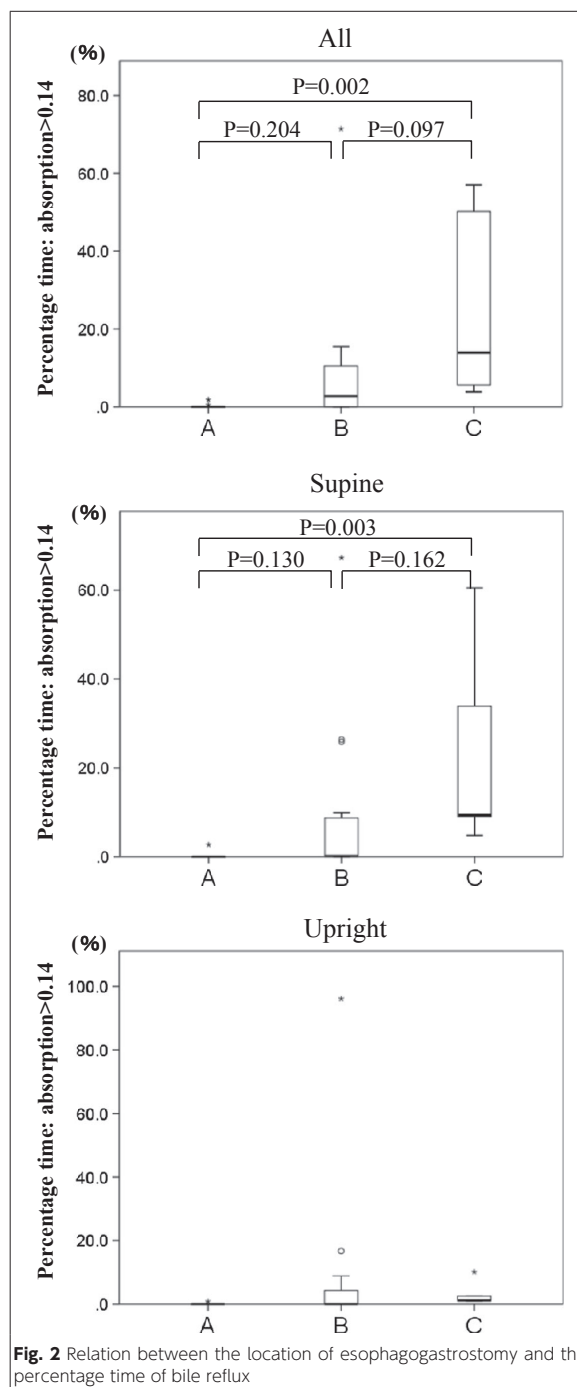 All
(%)
Percentage time: absorption>0.14
P=0.002
P=0.204
P=0.097
80.0
60.0
40.0
20.0
.0
*
*
A
B
C
Supine
(%)
Percentage time: absorption>0.14
P=0.003
P=0.130
P=0.162
60.0
40.0
20.0
.0
*
*
A
B
C
Upright
(%)
Percentage time: absorption>0.14
100.0
80.0
60.0
40.0
20.0
.0
*
*
*
A
B
C
Fig. 2 Relation between the location of esophagogastrostomy and th
percentage time of bile reflux